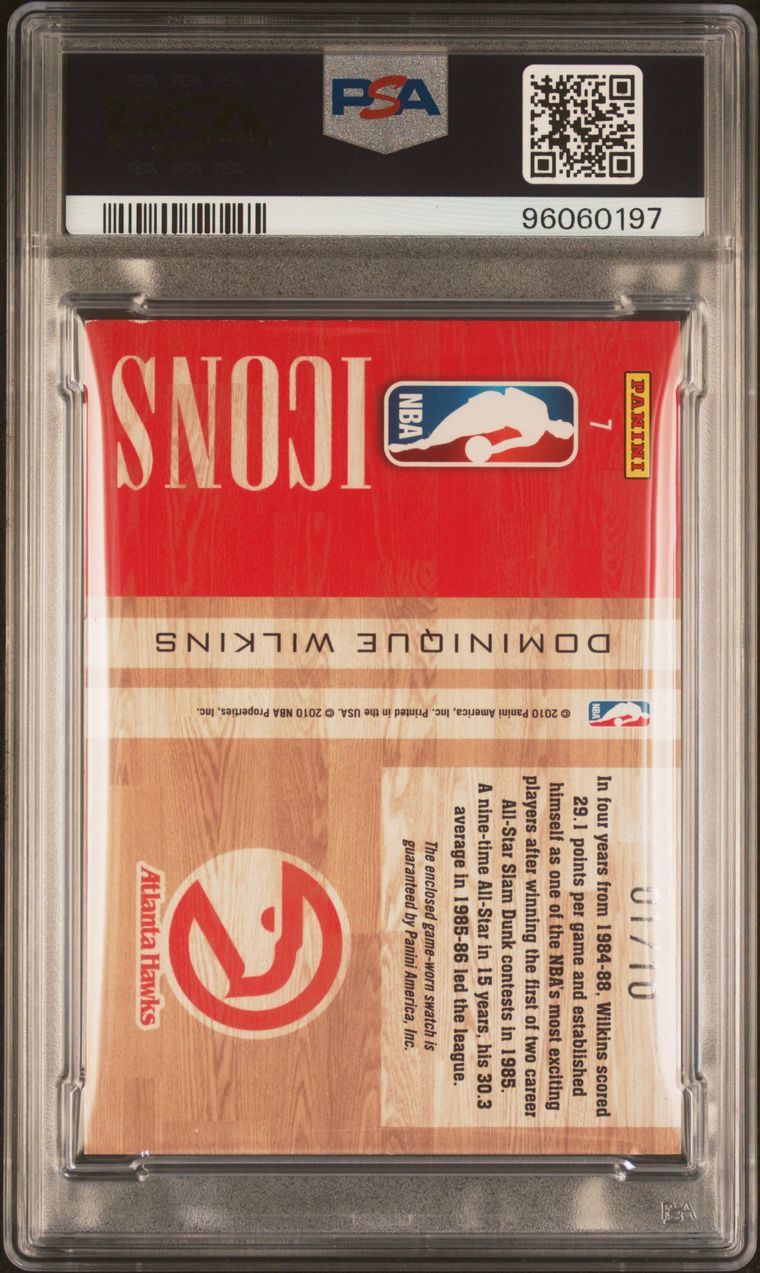 PSA
96060197
PANINI
7
NBA
ICONS
DOMINIQUE WILKINS
NBA
© 2010 Panini America, Inc. Printed in the USA. © 2010 NBA Properties, Inc.
01/10
In four years from 1984-88, Wilkins scored
29.1 points per game and established
himself as one of the NBA's most exciting
players after winning the first of two career
All-Star Slam Dunk contests in 1985.
A nine-time All-Star in 15 years, his 30.3
average in 1985-86 led the league.
The enclosed game-worn swatch is
guaranteed by Panini America, Inc.
Atlanta Hawks
PSA